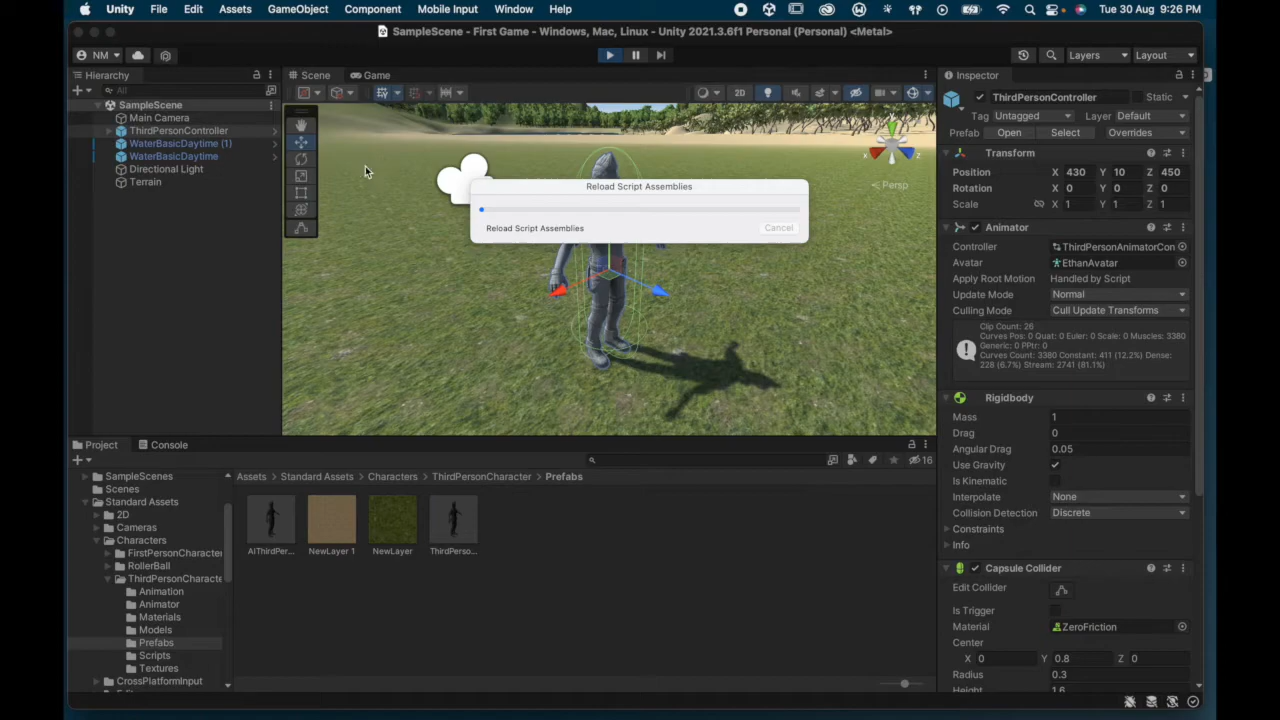 Unity File Edit Assets GameObject Component Mobile Input Window Help Tue 30 Aug 9:26 PM
SampleScene - First Game - Windows, Mac, Linux - Unity 2021.3.6f1 Personal (Personal) <Metal>
NM Layers Layout
Hierarchy Scene Game Inspector
All 2D
SampleScene
Main Camera
ThirdPersonController
WaterBasicDaytime (1)
WaterBasicDaytime
Directional Light
Terrain
x z
Persp
Reload Script Assemblies
Reload Script Assemblies Cancel
ThirdPersonController Static
Tag Untagged Layer Default
Prefab Open Select Overrides
Transform
Position X 430 Y 10 Z 450
Rotation X 0 Y 0 Z 0
Scale X 1 Y 1 Z 1
Animator
Controller ThirdPersonAnimatorCon
Avatar EthanAvatar
Apply Root Motion Handled by Script
Update Mode Normal
Culling Mode Cull Update Transforms
Clip Count: 26
Curves Pos: 0 Quat: 0 Euler: 0 Scale: 0 Muscles: 3380
Generic: 0 PPtr: 0
Curves Count: 3380 Constant: 411 (12.2%) Dense:
228 (6.7%) Stream: 2741 (81.1%)
Rigidbody
Mass 1
Drag 0
Angular Drag 0.05
Use Gravity
Is Kinematic
Interpolate None
Collision Detection Discrete
Constraints
Info
Capsule Collider
Edit Collider
Is Trigger
Material ZeroFriction
Center
X 0 Y 0.8 Z 0
Radius 0.3
Height 1.6
Project Console
16
SampleScenes
Scenes
Standard Assets
2D
Cameras
Characters
FirstPersonCharacter
RollerBall
ThirdPersonCharacte
Animation
Animator
Materials
Models
Prefabs
Scripts
Textures
CrossPlatformInput
Assets > Standard Assets > Characters > ThirdPersonCharacter > Prefabs
AIThirdPer... NewLayer 1 NewLayer ThirdPerso...